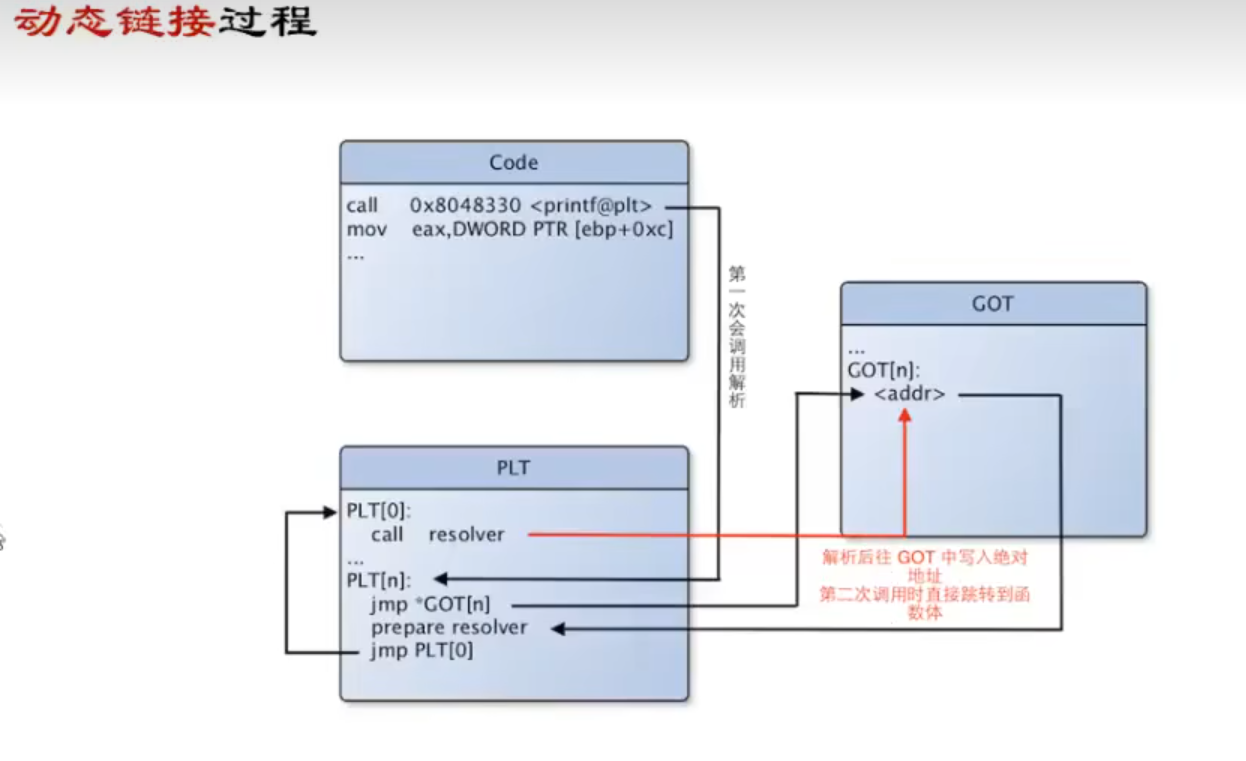 动态链接过程
Code
call 0x8048330 <printf@plt>
mov eax,DWORD PTR [ebp+0xc]
...
第一次会调用解析
GOT
...
GOT[n]:
<addr>
PLT
PLT[0]:
call resolver
...
PLT[n]:
jmp *GOT[n]
prepare resolver
jmp PLT[0]
解析后往 GOT 中写入绝对
地址
第二次调用时直接跳转到函
数体